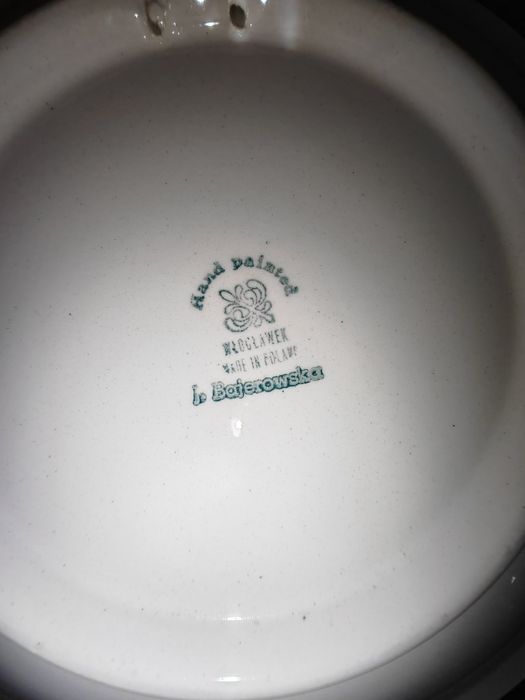 Hand painted
WŁOCŁAWEK
MADE IN POLAND
J. Bajerowska